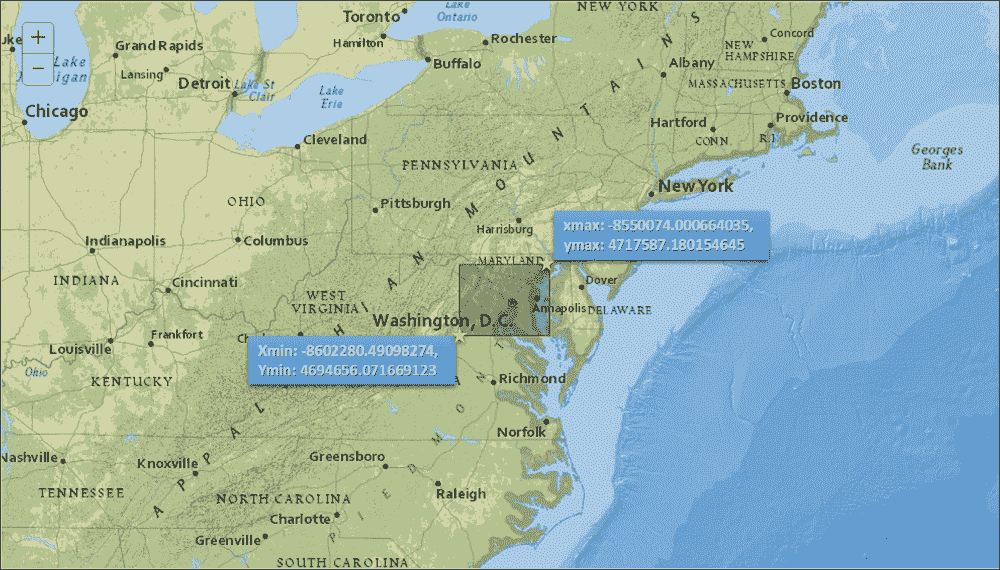 NEW YORK
Lake
Ontario
Toronto
Hamilton
Rochester
Concord
NEW
HAMPSHIRE
+
−
Lake
Grand Rapids
Lansing
Detroit
Lake St
Clair
Buffalo
Albany
MASSACHUSETTS
Boston
Chicago
Lake
Erie
Cleveland
Hartford
Providence
CONN
R.I.
Georges
Bank
PENNSYLVANIA
New York
OHIO
Pittsburgh
Harrisburg
xmax: -8550074.000664035,
ymax: 4717587.180154645
Indianapolis
Columbus
MARYLAND
INDIANA
Cincinnati
Dover
WEST
VIRGINIA
Annapolis
DELAWARE
Washington, D.C.
Frankfort
Louisville
Ohio
Xmin: -8602280.49098274,
Ymin: 4694656.071669123
KENTUCKY
Richmond
Norfolk
Nashville
Knoxville
Greensboro
TENNESSEE
NORTH CAROLINA
Raleigh
Charlotte
Greenville
SOUTH CAROLINA
APPALACHIAN MOUNTAINS